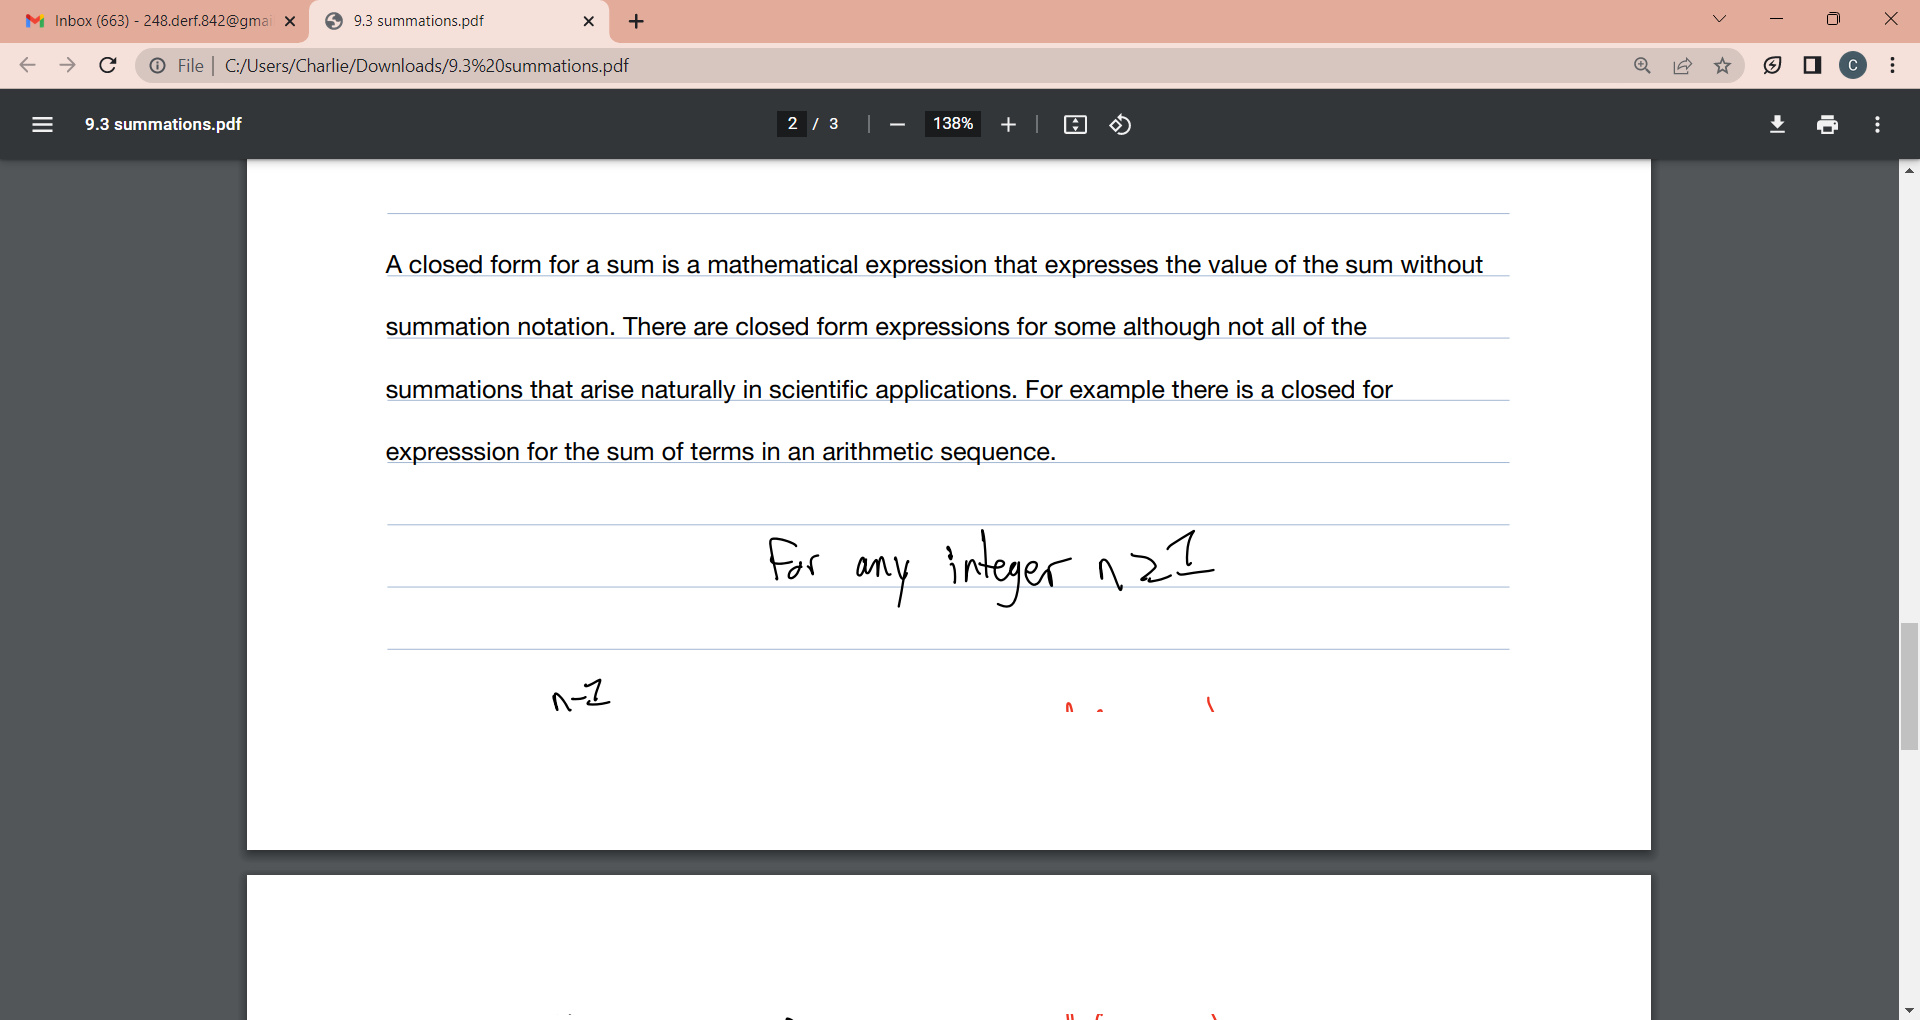 Inbox (663) - 248.derf.842@gmai
9.3 summations.pdf
File | C:/Users/Charlie/Downloads/9.3%20summations.pdf
C
9.3 summations.pdf
2 / 3
138%
A closed form for a sum is a mathematical expression that expresses the value of the sum without
summation notation. There are closed form expressions for some although not all of the
summations that arise naturally in scientific applications. For example there is a closed for
expresssion for the sum of terms in an arithmetic sequence.
For any integer n≥1
n-1